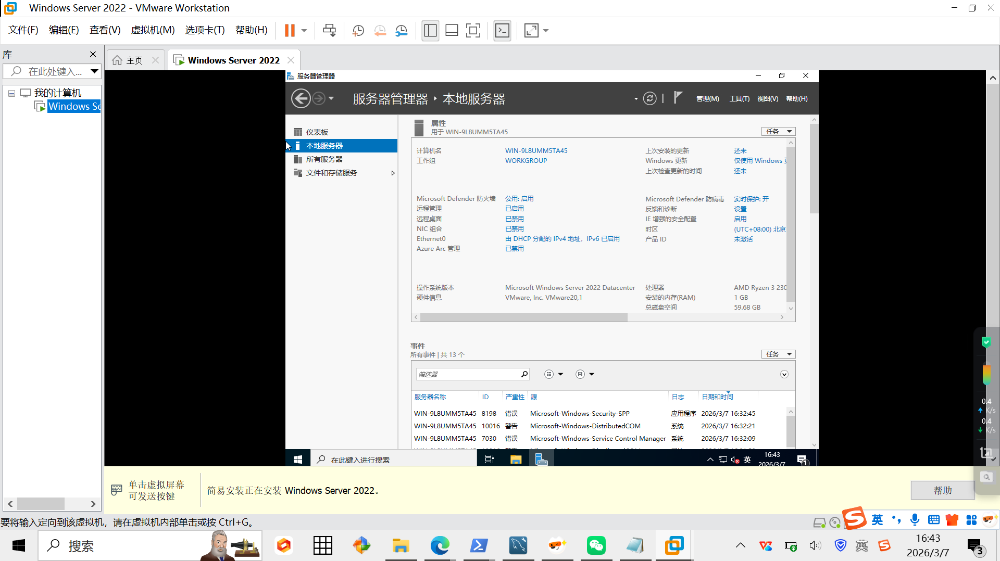 Windows Server 2022 - VMware Workstation
文件(F) 编辑(E) 查看(V) 虚拟机(M) 选项卡(T) 帮助(H)
库
在此处键入...
我的计算机
Windows Se
主页
Windows Server 2022
服务器管理器
服务器管理器 · 本地服务器
管理(M) 工具(T) 视图(V) 帮助(H)
仪表板
本地服务器
所有服务器
文件和存储服务
属性
用于 WIN-9L8UMM5TA45
任务
计算机名 WIN-9L8UMM5TA45 上次安装的更新 还未
工作组 WORKGROUP Windows 更新 仅使用 Windows
上次检查更新的时间 还未
Microsoft Defender 防火墙 公用: 启用 Microsoft Defender 防病毒 实时保护: 开
远程管理 已启用 反馈和诊断 设置
远程桌面 已禁用 IE 增强的安全配置 启用
NIC 组合 已禁用 时区 (UTC+08:00) 北京
Ethernet0 由 DHCP 分配的 IPv4 地址，IPv6 已启用 产品 ID 未激活
Azure Arc 管理 已禁用
操作系统版本 Microsoft Windows Server 2022 Datacenter 处理器 AMD Ryzen 3 230
硬件信息 VMware, Inc. VMware20,1 安装的内存(RAM) 1 GB
总磁盘空间 59.68 GB
事件
所有事件 | 共 13 个
任务
筛选器
服务器名称 ID 严重性 源 日志 日期和时间
WIN-9L8UMM5TA45 8198 错误 Microsoft-Windows-Security-SPP 应用程序 2026/3/7 16:32:45
WIN-9L8UMM5TA45 10016 警告 Microsoft-Windows-DistributedCOM 系统 2026/3/7 16:32:21
WIN-9L8UMM5TA45 7030 错误 Microsoft-Windows-Service Control Manager 系统 2026/3/7 16:32:09
在此键入进行搜索
英
16:43
2026/3/7
1
0.4
K/s
0.4
K/s
单击虚拟屏幕
可发送按键
简易安装正在安装 Windows Server 2022。
帮助
要将输入定向到该虚拟机，请在虚拟机内部单击或按 Ctrl+G。
英
搜索
英
16:43
2026/3/7
3